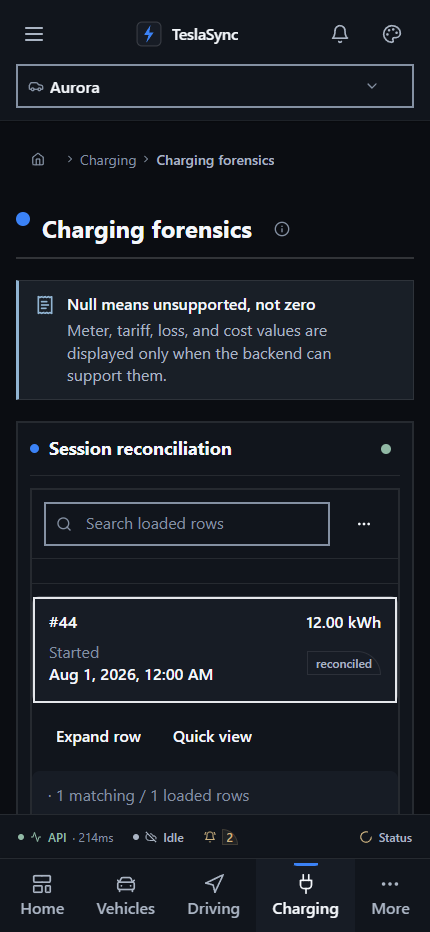 TeslaSync
Aurora
Charging
Charging forensics
Charging forensics
Null means unsupported, not zero
Meter, tariff, loss, and cost values are
displayed only when the backend can
support them.
Session reconciliation
Search loaded rows
#44
12.00 kWh
Started
Aug 1, 2026, 12:00 AM
reconciled
Expand row
Quick view
· 1 matching / 1 loaded rows
API · 214ms
Idle
2
Status
Home
Vehicles
Driving
Charging
More